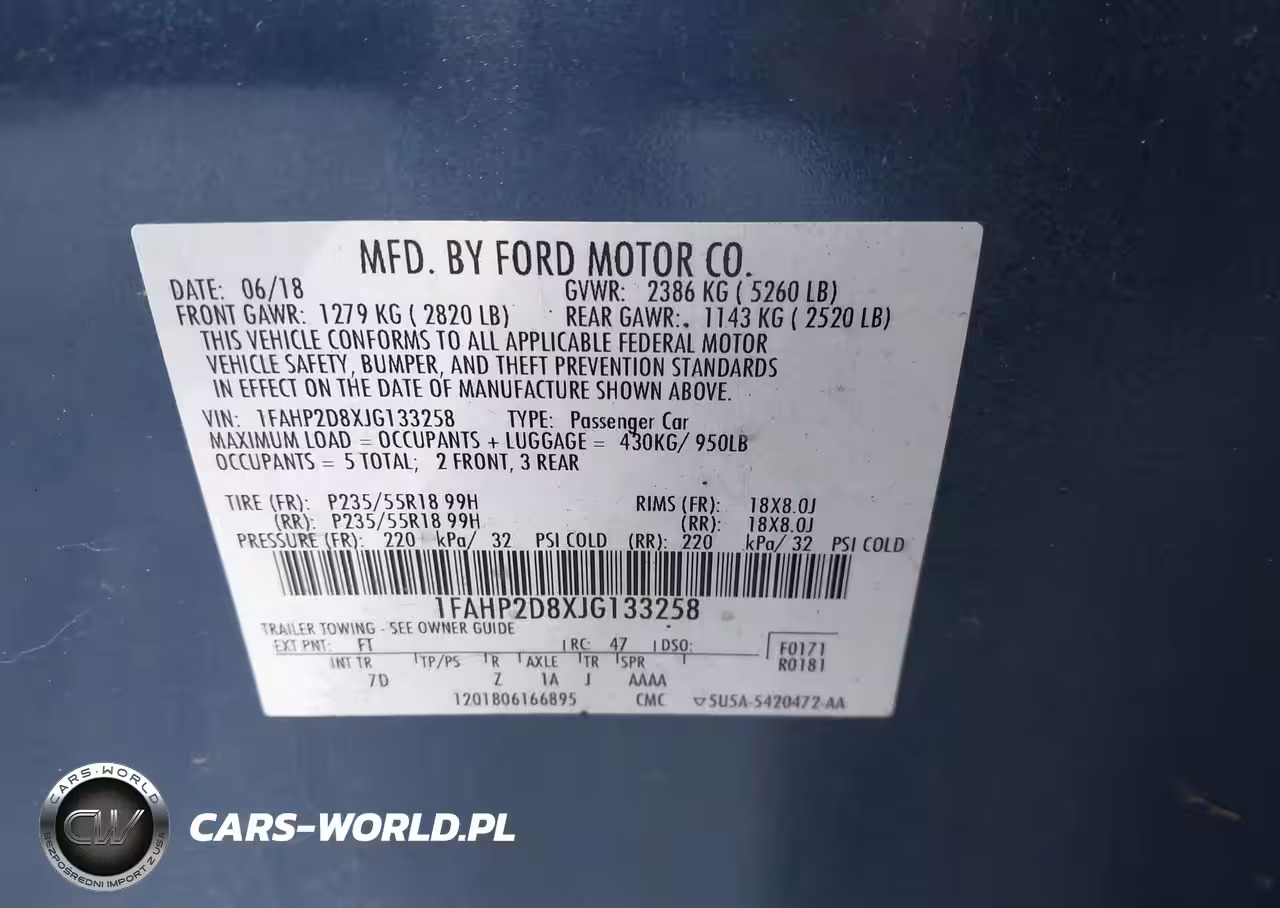 MFD. BY FORD MOTOR CO.
DATE: 06/18 GVWR: 2386 KG ( 5260 LB)
FRONT GAWR: 1279 KG ( 2820 LB) REAR GAWR: 1143 KG ( 2520 LB)
THIS VEHICLE CONFORMS TO ALL APPLICABLE FEDERAL MOTOR
VEHICLE SAFETY, BUMPER, AND THEFT PREVENTION STANDARDS
IN EFFECT ON THE DATE OF MANUFACTURE SHOWN ABOVE.
VIN: 1FAHP2D8XJG133258 TYPE: Passenger Car
MAXIMUM LOAD = OCCUPANTS + LUGGAGE = 430KG/ 950LB
OCCUPANTS = 5 TOTAL; 2 FRONT, 3 REAR
TIRE (FR): P235/55R18 99H RIMS (FR): 18X8.0J
(RR): P235/55R18 99H (RR): 18X8.0J
PRESSURE (FR): 220 kPa/ 32 PSI COLD (RR): 220 kPa/ 32 PSI COLD
1FAHP2D8XJG133258
TRAILER TOWING - SEE OWNER GUIDE
EXT PNT: FT RC: 47 DSO: F0171
INT TR TP/PS R AXLE TR SPR R0181
7D Z 1A J AAAA
1201806166895 CMC ▽5U5A-5420472-AA
CARS-WORLD
CW
BEZPOŚREDNI IMPORT Z USA
CARS-WORLD.PL